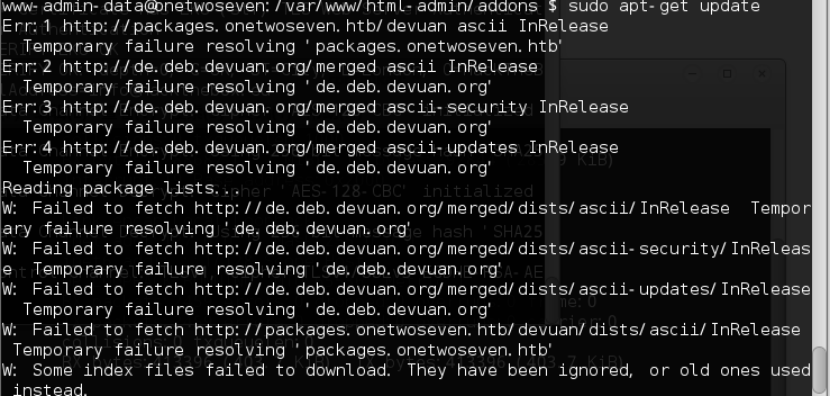 www-admin-data@onetwoseven:/var/www/html-admin/addons $ sudo apt-get update
Err:1 http://packages.onetwoseven.htb/devuan ascii InRelease
  Temporary failure resolving 'packages.onetwoseven.htb'
Err:2 http://de.deb.devuan.org/merged ascii InRelease
  Temporary failure resolving 'de.deb.devuan.org'
Err:3 http://de.deb.devuan.org/merged ascii-security InRelease
  Temporary failure resolving 'de.deb.devuan.org'
Err:4 http://de.deb.devuan.org/merged ascii-updates InRelease
  Temporary failure resolving 'de.deb.devuan.org'
Reading package lists...
W: Failed to fetch http://de.deb.devuan.org/merged/dists/ascii/InRelease  Tempor
ary failure resolving 'de.deb.devuan.org'
W: Failed to fetch http://de.deb.devuan.org/merged/dists/ascii-security/InReleas
e  Temporary failure resolving 'de.deb.devuan.org'
W: Failed to fetch http://de.deb.devuan.org/merged/dists/ascii-updates/InRelease
  Temporary failure resolving 'de.deb.devuan.org'
W: Failed to fetch http://packages.onetwoseven.htb/devuan/dists/ascii/InRelease
 Temporary failure resolving 'packages.onetwoseven.htb'
W: Some index files failed to download. They have been ignored, or old ones used
 instead.